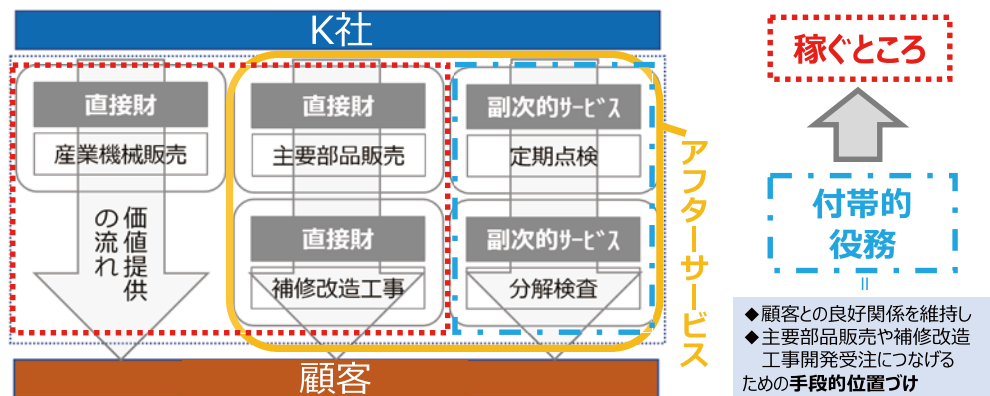 K社
直接財
産業機械販売
価値提供
の流れ
直接財
主要部品販売
直接財
補修改造工事
副次的ｻｰﾋﾞｽ
定期点検
副次的ｻｰﾋﾞｽ
分解検査
アフターサービス
顧客
稼ぐところ
付帯的
役務
=
◆顧客との良好関係を維持し
◆主要部品販売や補修改造
工事開発受注につなげる
ための手段的位置づけ